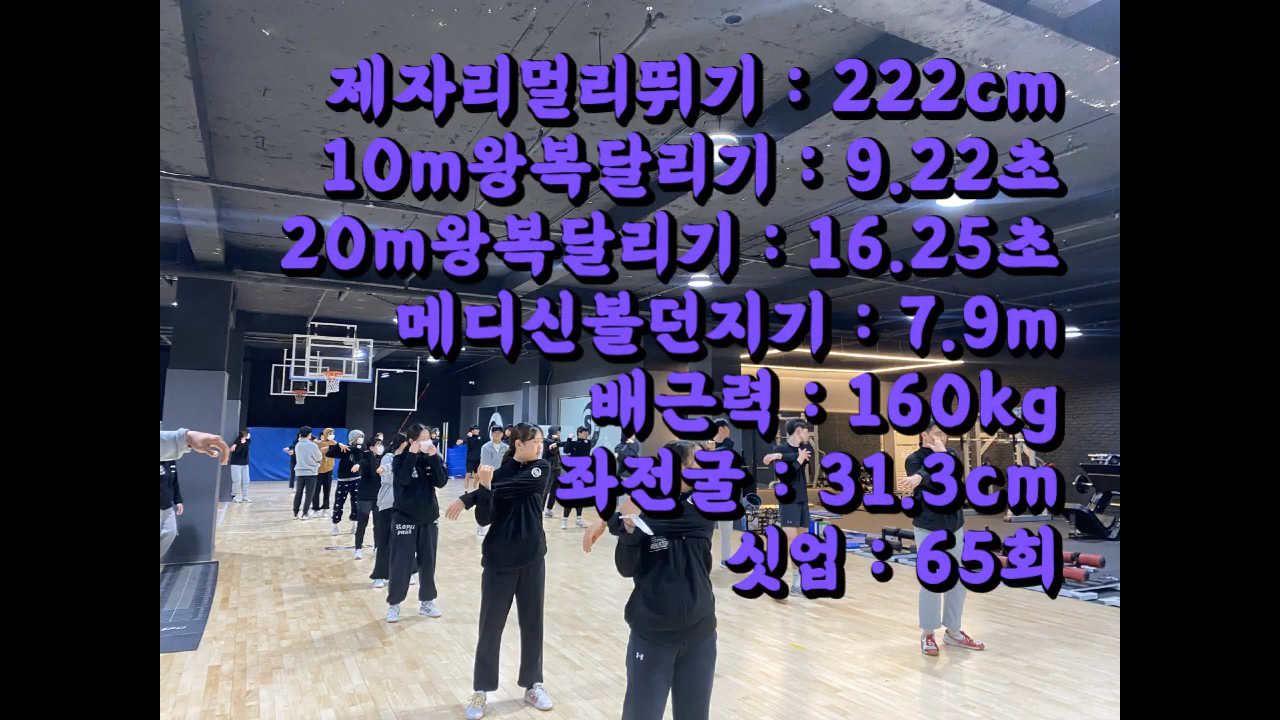 제자리멀리뛰기 : 222cm
10m왕복달리기 : 9.22초
20m왕복달리기 : 16.25초
메디신볼던지기 : 7.9m
배근력 : 160kg
좌전굴 : 31.3cm
싯업 : 65회